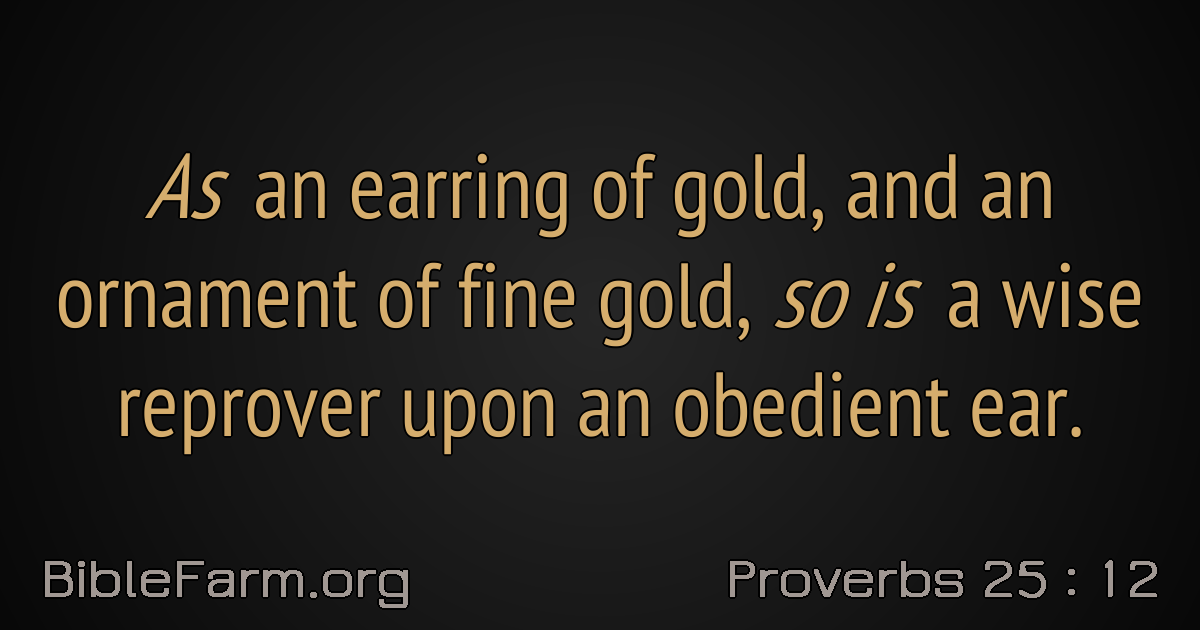 As an earring of gold, and an
ornament of fine gold, so is a wise
reprover upon an obedient ear.
BibleFarm.org
Proverbs 25 : 12